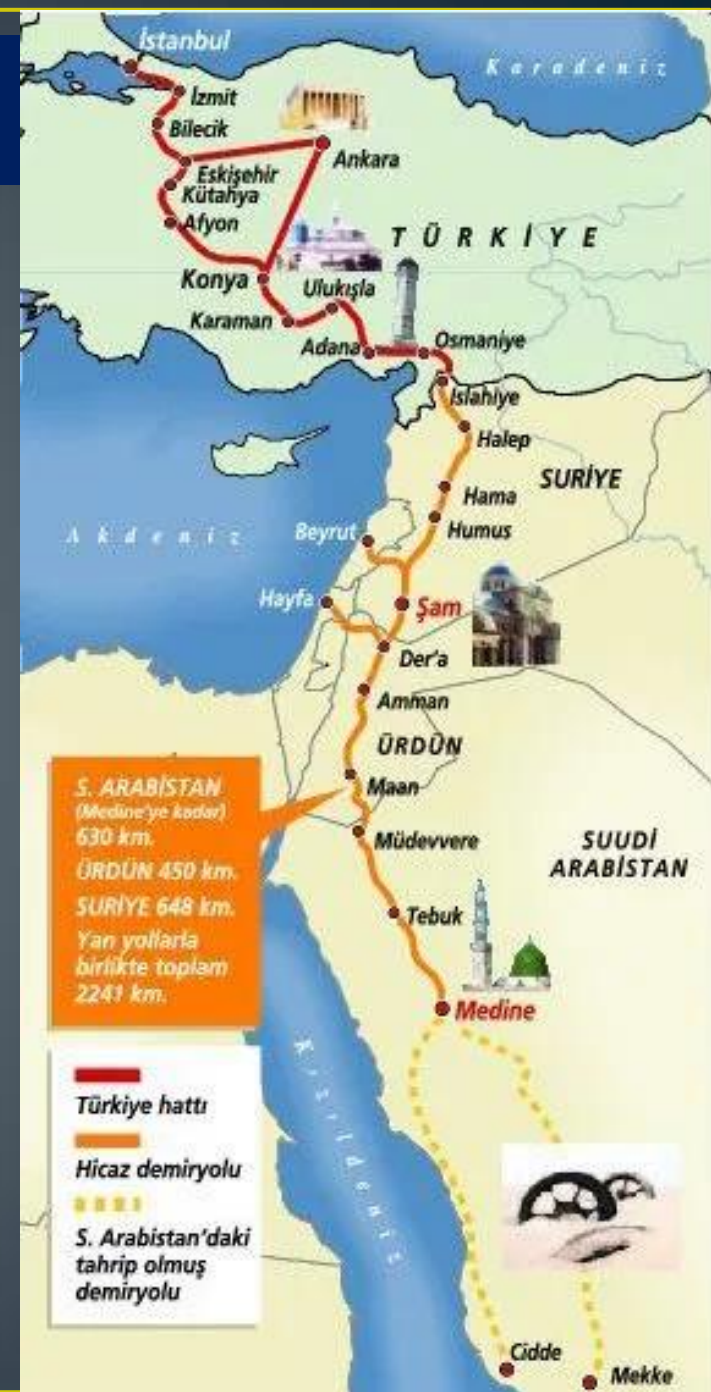 İstanbul
Karadeniz
İzmit
Bilecik
Ankara
Eskişehir
Kütahya
Afyon
TÜRKİYE
Konya
Ulukışla
Karaman
Adana
Osmaniye
İslahiye
Halep
SURİYE
Hama
Akdeniz
Beyrut
Humus
Hayfa
Şam
Der'a
Amman
ÜRDÜN
Maan
S. ARABİSTAN
(Medine'ye kadar)
630 km.
ÜRDÜN 450 km.
SURİYE 648 km.
Yan yollarla
birlikte toplam
2241 km.
Müdevvere
SUUDİ
ARABİSTAN
Tebuk
Medine
Kızıldeniz
Türkiye hattı
Hicaz demiryolu
S. Arabistan'daki
tahrip olmuş
demiryolu
Cidde
Mekke